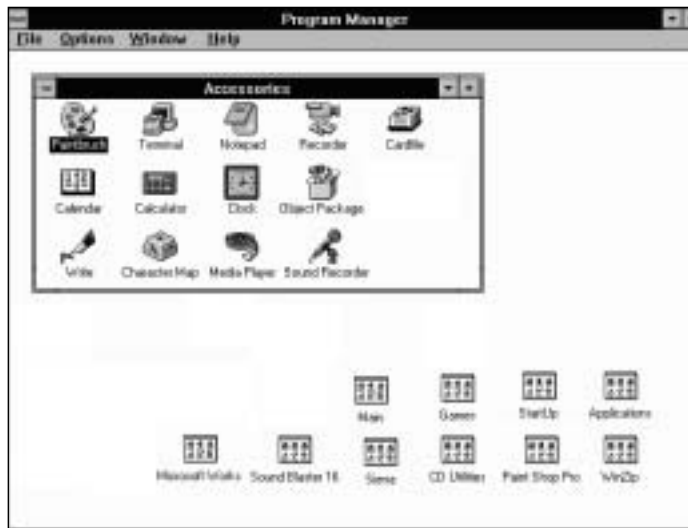 Program Manager
File Options Window Help
Accessories
Paintbrush Terminal Notepad Recorder Cardfile
Calendar Calculator Clock Object Package
Write Character Map Media Player Sound Recorder
Main Games StartUp Applications
Microsoft Works Sound Blaster 16 Sierra CD Utilities Paint Shop Pro WinZip